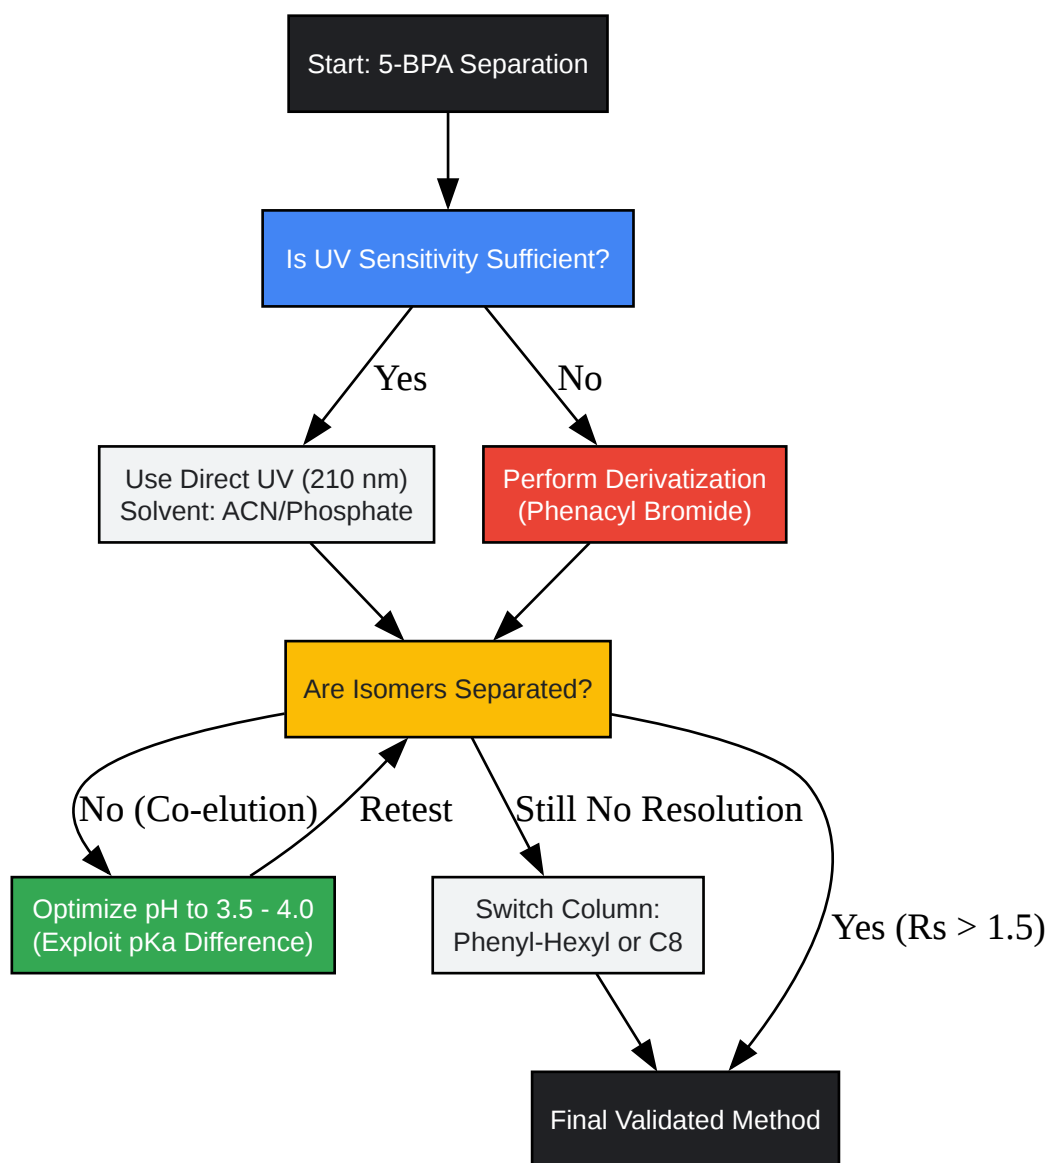 Start: 5-BPA Separation
Is UV Sensitivity Sufficient?
Yes
No
Use Direct UV (210 nm)
Solvent: ACN/Phosphate
Perform Derivatization
(Phenacyl Bromide)
Are Isomers Separated?
No (Co-elution)
Retest
Still No Resolution
Optimize pH to 3.5 - 4.0
(Exploit pKa Difference)
Switch Column:
Phenyl-Hexyl or C8
Yes (Rs > 1.5)
Final Validated Method